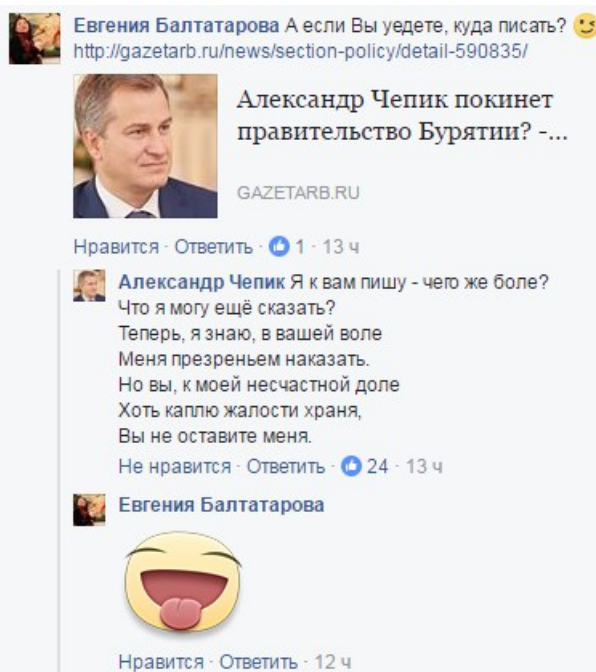 Евгения Балтатарова А если Вы уедете, куда писать? 😉
http://gazetarb.ru/news/section-policy/detail-590835/
Александр Чепик покинет
правительство Бурятии? -...
GAZETARB.RU
Нравится · Ответить · 1 · 13 ч
Александр Чепик Я к вам пишу - чего же боле?
Что я могу ещё сказать?
Теперь, я знаю, в вашей воле
Меня презреньем наказать.
Но вы, к моей несчастной доле
Хоть каплю жалости храня,
Вы не оставите меня.
Не нравится · Ответить · 24 · 13 ч
Евгения Балтатарова
Нравится · Ответить · 12 ч